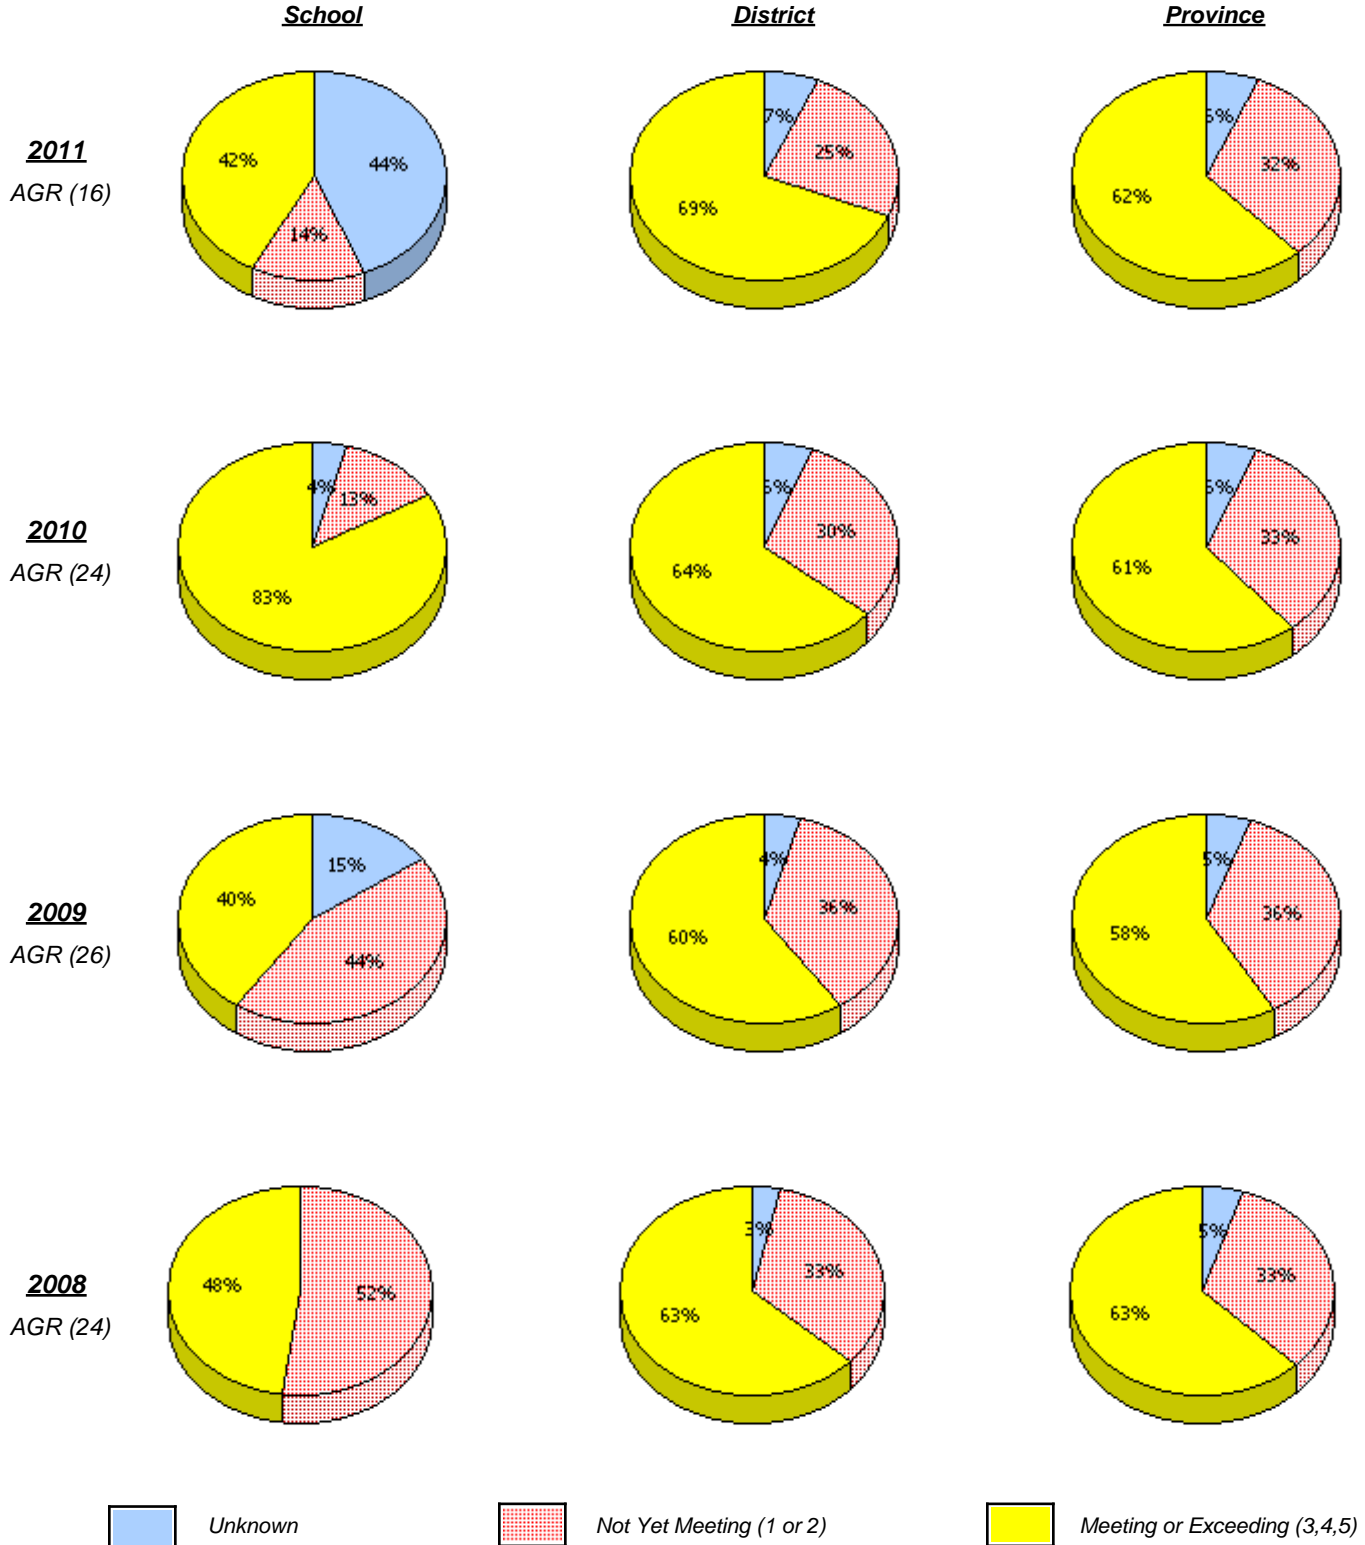 School District Province
2011
AGR (16)
42% 44% 14%
7% 25% 69%
6% 32% 62%
2010
AGR (24)
4% 13% 83%
6% 30% 64%
6% 33% 61%
2009
AGR (26)
15% 40% 44%
4% 36% 60%
5% 36% 58%
2008
AGR (24)
48% 52%
3% 33% 63%
5% 33% 63%
Unknown Not Yet Meeting (1 or 2) Meeting or Exceeding (3,4,5)